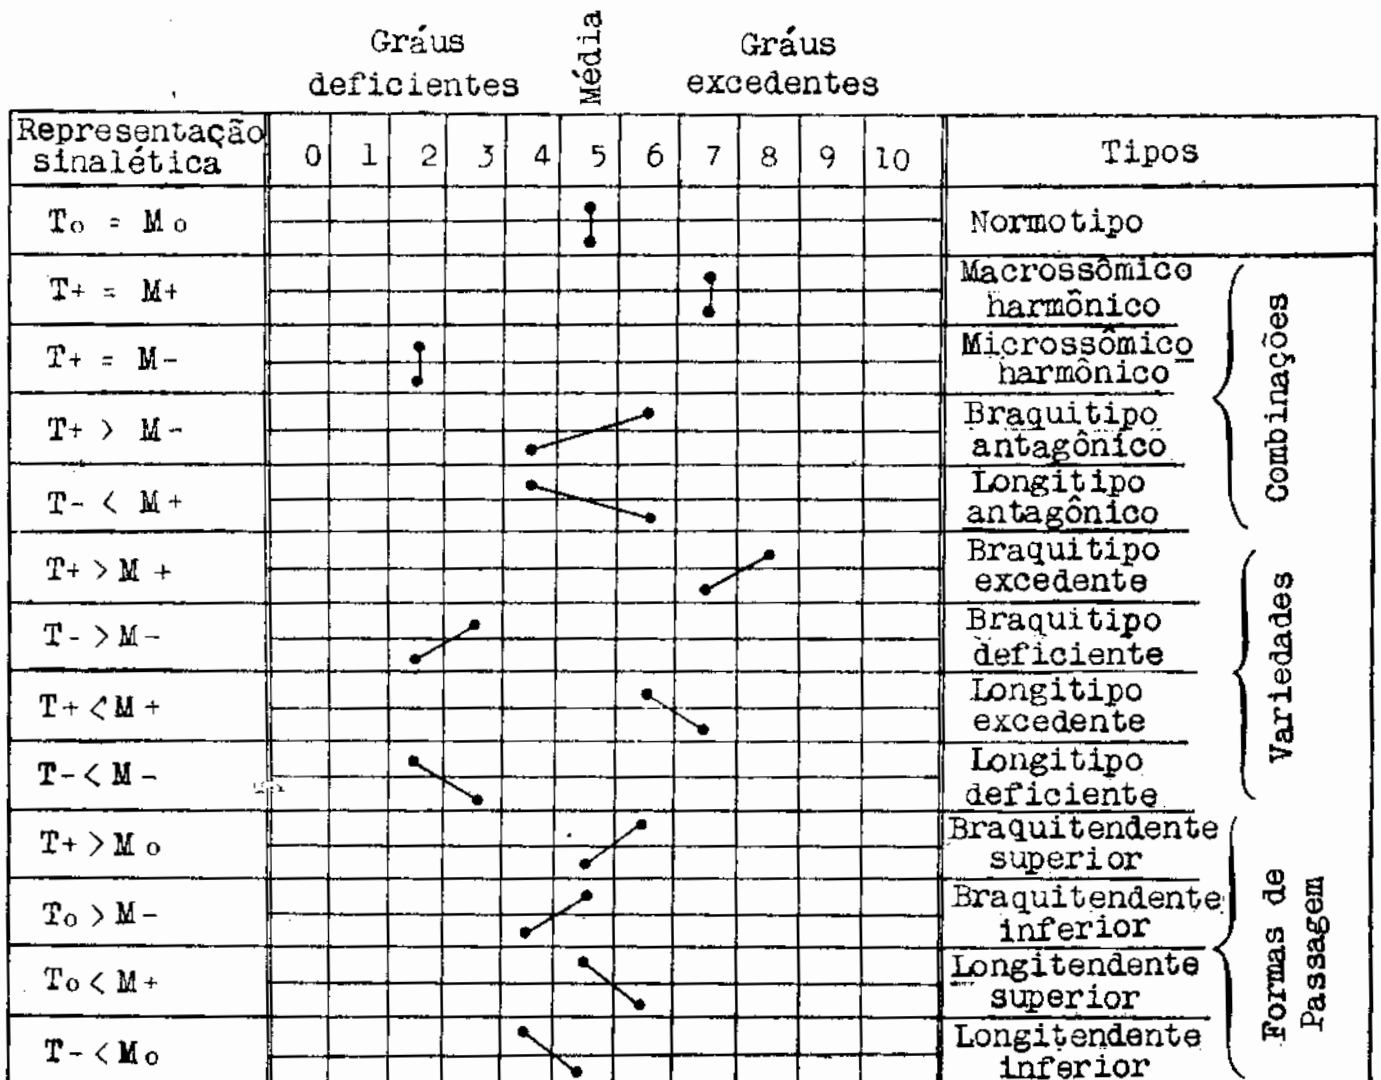 Gráus
deficientes
Média
Gráus
excedentes
Representação
sinalética
0 1 2 3 4 5 6 7 8 9 10
Tipos
To = Mo
Normotipo
T+ = M+
Macrossômico
harmônico
T+ = M-
Microssômico
harmônico
T+ > M-
Braquitipo
antagônico
T- < M+
Longitipo
antagônico
Combinações
T+ > M+
Braquitipo
excedente
T- > M-
Braquitipo
deficiente
T+ < M+
Longitipo
excedente
T- < M-
Longitipo
deficiente
Variedades
T+ > Mo
Braquitendente
superior
To > M-
Braquitendente
inferior
To < M+
Longitendente
superior
T- < Mo
Longitendente
inferior
Formas de
Passagem